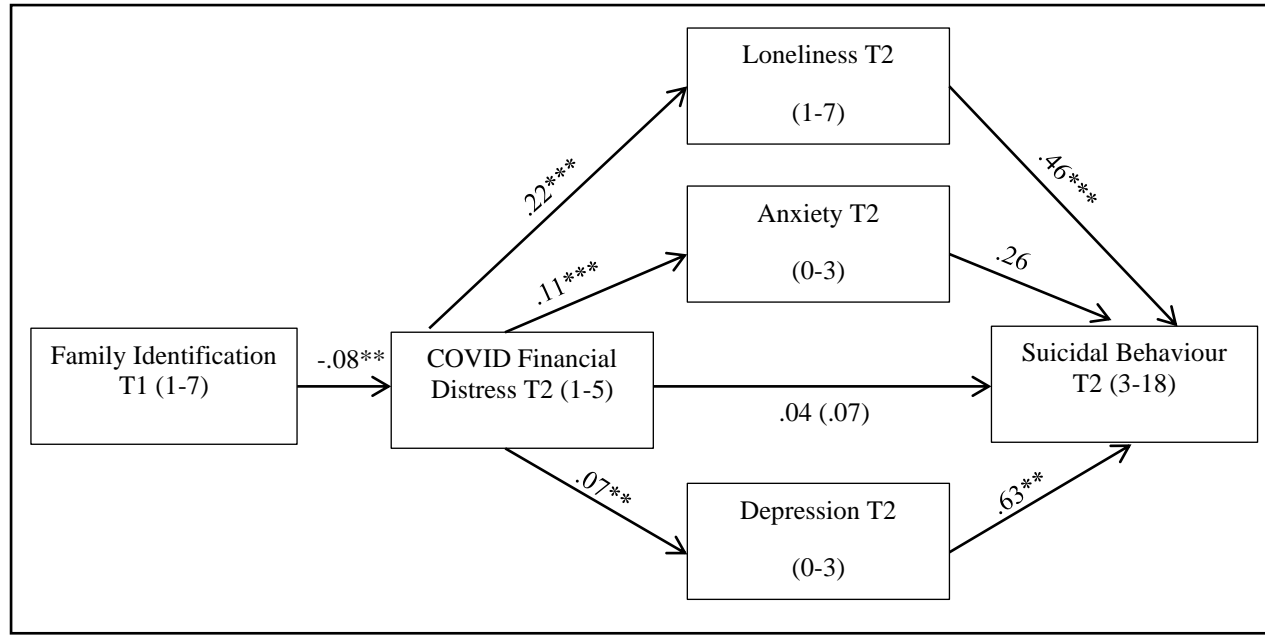 Loneliness T2
(1-7)
.22***
.46***
Anxiety T2
(0-3)
.11***
.26
Family Identification
T1 (1-7)
-.08**
COVID Financial
Distress T2 (1-5)
.04 (.07)
Suicidal Behaviour
T2 (3-18)
.07**
.63**
Depression T2
(0-3)